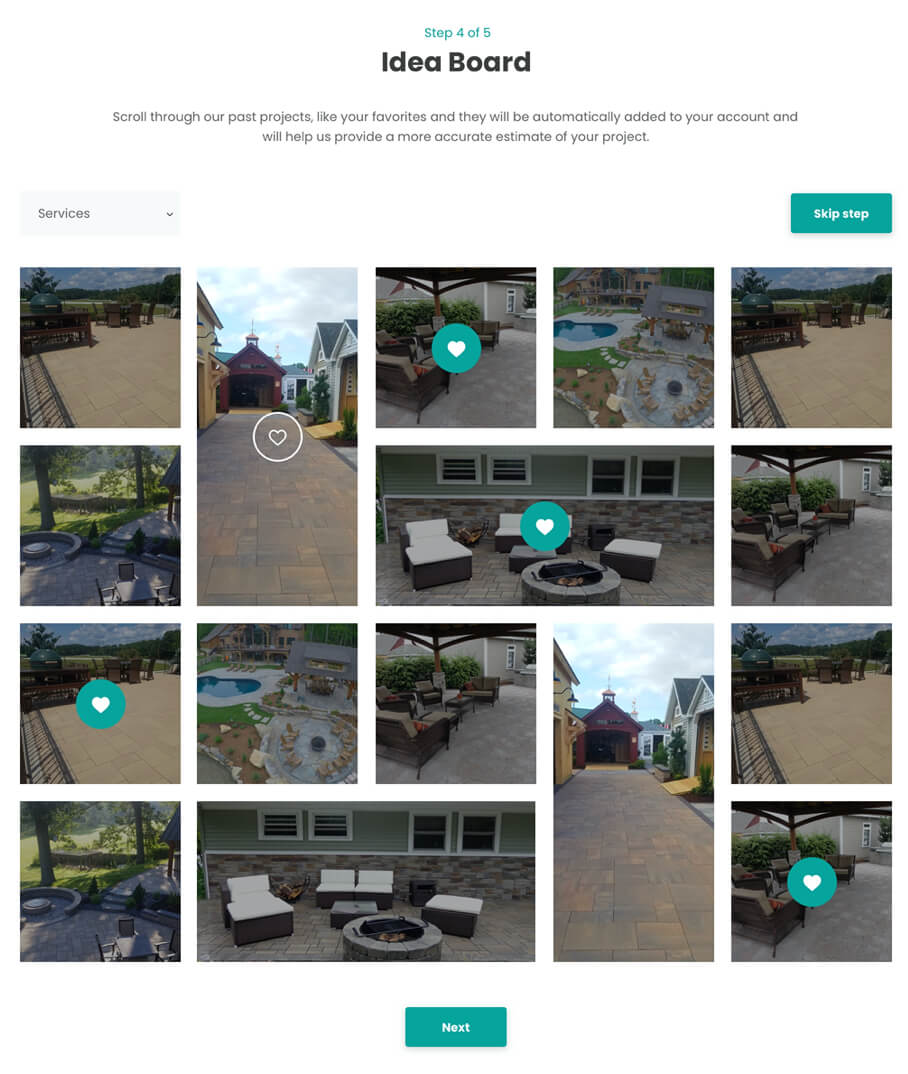 Step 4 of 5
Idea Board
Scroll through our past projects, like your favorites and they will be automatically added to your account and
will help us provide a more accurate estimate of your project.
Services
Skip step
Next